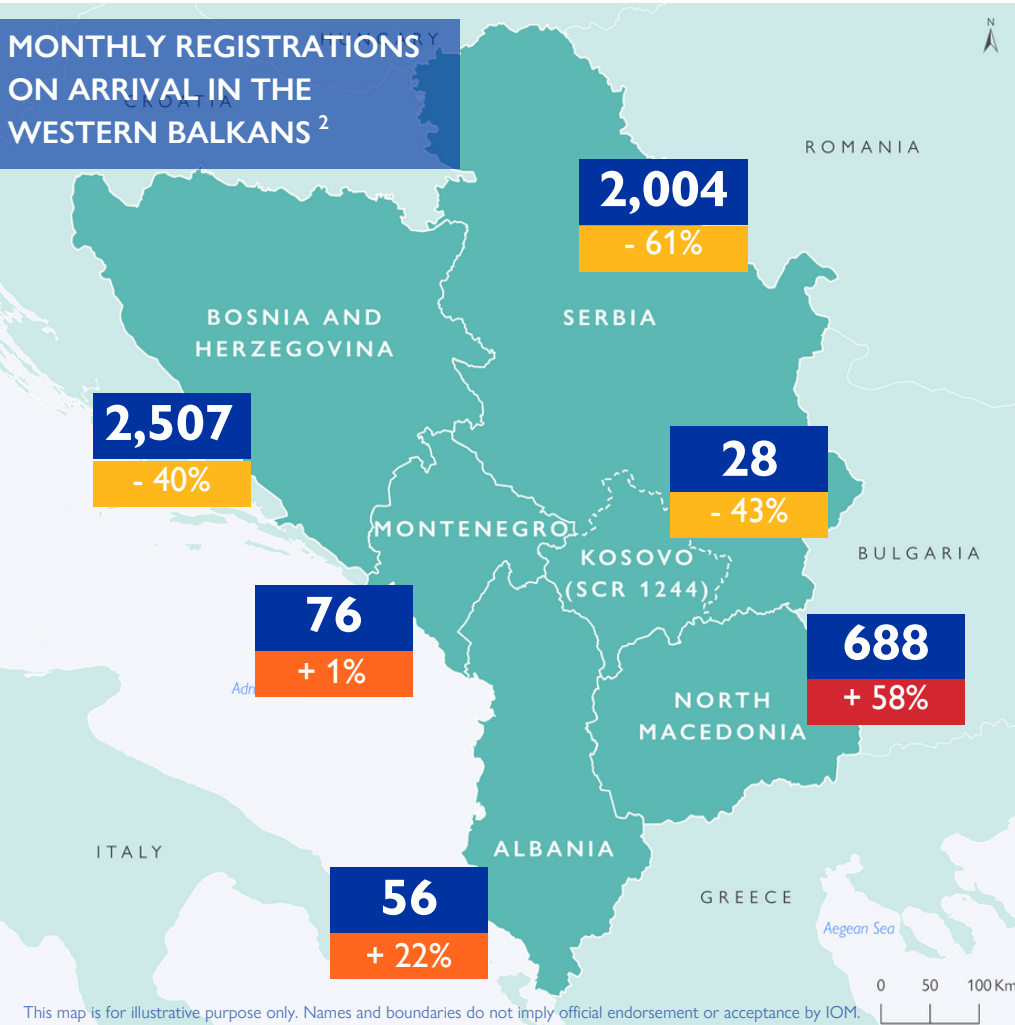 MONTHLY REGISTRATIONS
ON ARRIVAL IN THE
WESTERN BALKANS 2
HUNGARY
CROATIA
N
ROMANIA
2,004
- 61%
BOSNIA AND
HERZEGOVINA
SERBIA
2,507
- 40%
28
- 43%
MONTENEGRO
KOSOVO
(SCR 1244)
BULGARIA
76
+ 1%
688
+ 58%
NORTH
MACEDONIA
ITALY
ALBANIA
56
+ 22%
GREECE
Aegean Sea
0 50 100 Km
This map is for illustrative purpose only. Names and boundaries do not imply official endorsement or acceptance by IOM.